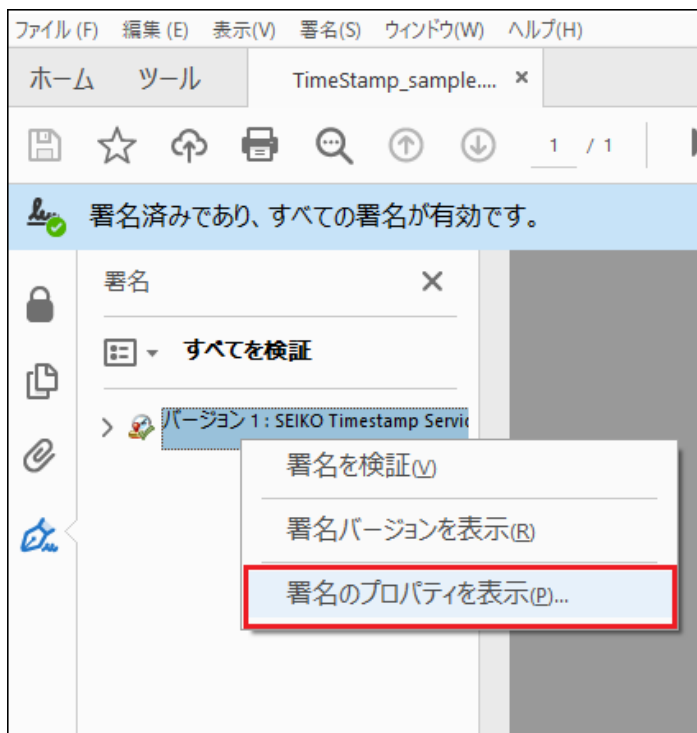 ファイル(F) 編集(E) 表示(V) 署名(S) ウィンドウ(W) ヘルプ(H)
ホーム ツール TimeStamp_sample.... ×
1 / 1
署名済みであり、すべての署名が有効です。
署名
すべてを検証
バージョン 1 : SEIKO Timestamp Servic
署名を検証(V)
署名バージョンを表示(R)
署名のプロパティを表示(P)...